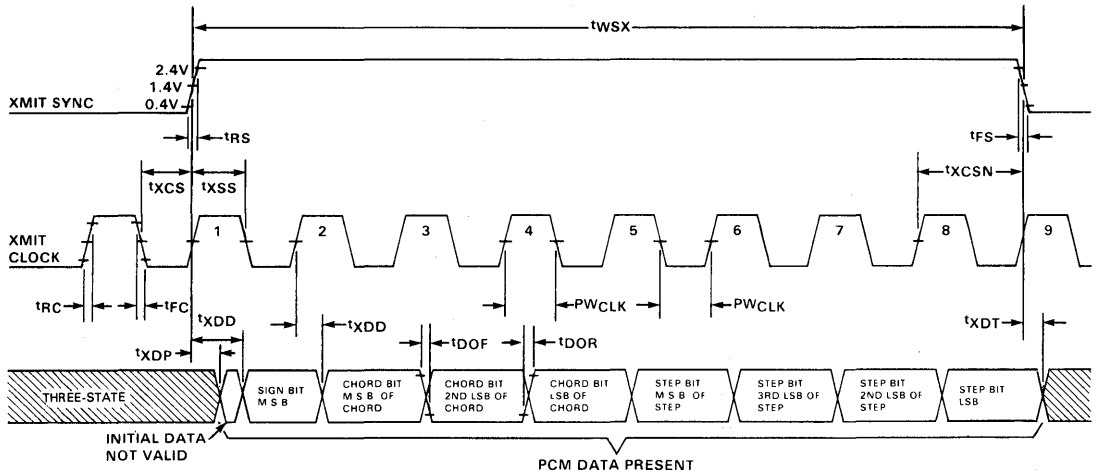 tWSX
2.4V
1.4V
0.4V
XMIT SYNC
tRS
tFS
tXCS
tXSS
tXCSN
XMIT
CLOCK
1
2
3
4
5
6
7
8
9
tRC
tFC
PWCLK
PWCLK
tXDD
tXDD
tXDT
tXDP
tDOF
tDOR
THREE-STATE
SIGN BIT
M S B
CHORD BIT
M S B OF
CHORD
CHORD BIT
2ND LSB OF
CHORD
CHORD BIT
LSB OF
CHORD
STEP BIT
M S B OF
STEP
STEP BIT
3RD LSB OF
STEP
STEP BIT
2ND LSB OF
STEP
STEP BIT
LSB
INITIAL DATA
NOT VALID
PCM DATA PRESENT